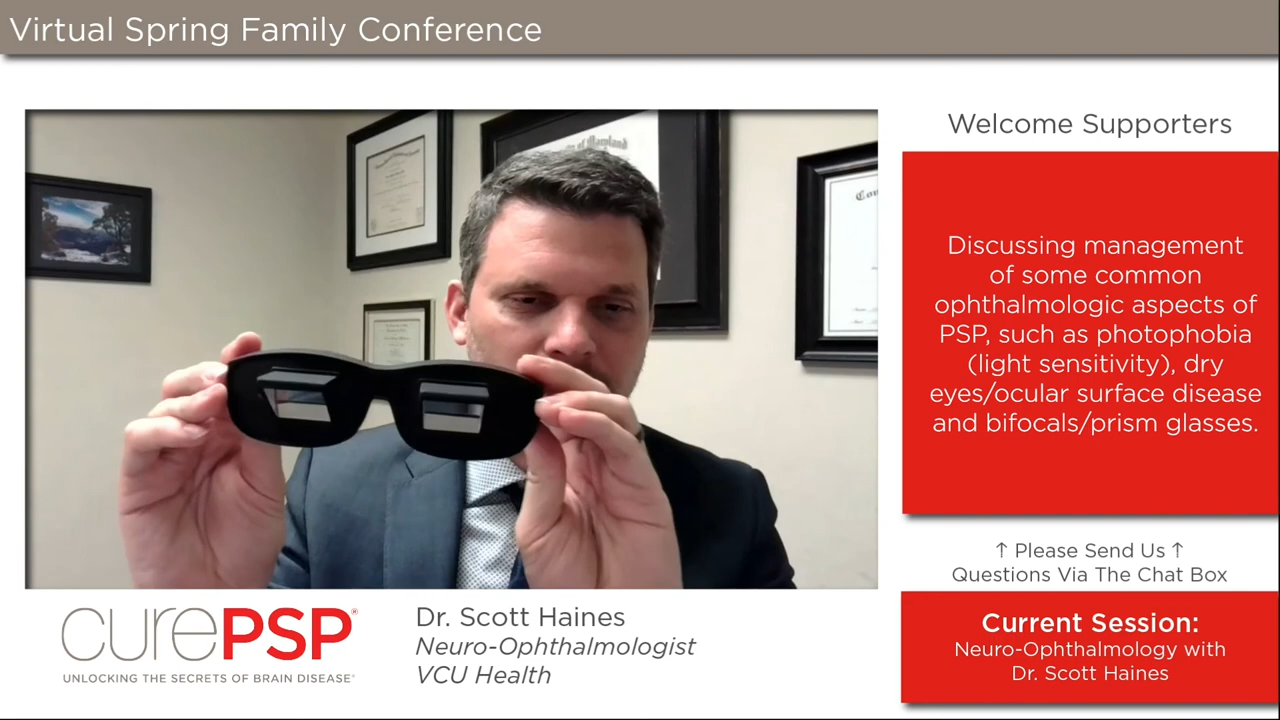 Virtual Spring Family Conference
Welcome Supporters
Discussing management
of some common
ophthalmologic aspects of
PSP, such as photophobia
(light sensitivity), dry
eyes/ocular surface disease
and bifocals/prism glasses.
↑ Please Send Us ↑
Questions Via The Chat Box
Current Session:
Neuro-Ophthalmology with
Dr. Scott Haines
curePSP®
UNLOCKING THE SECRETS OF BRAIN DISEASE®
Dr. Scott Haines
Neuro-Ophthalmologist
VCU Health